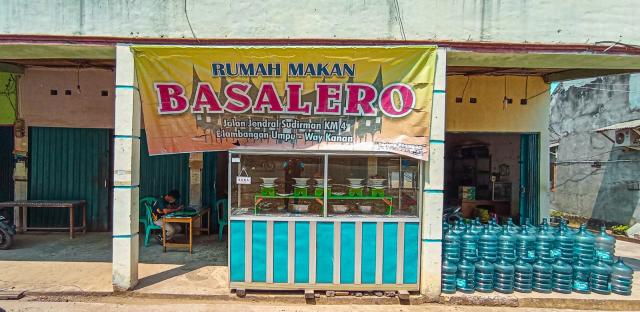 RUMAH MAKAN
BASALERO
Jalan Jendral Sudirman KM 4
Blambangan Umpu - Way Kanan